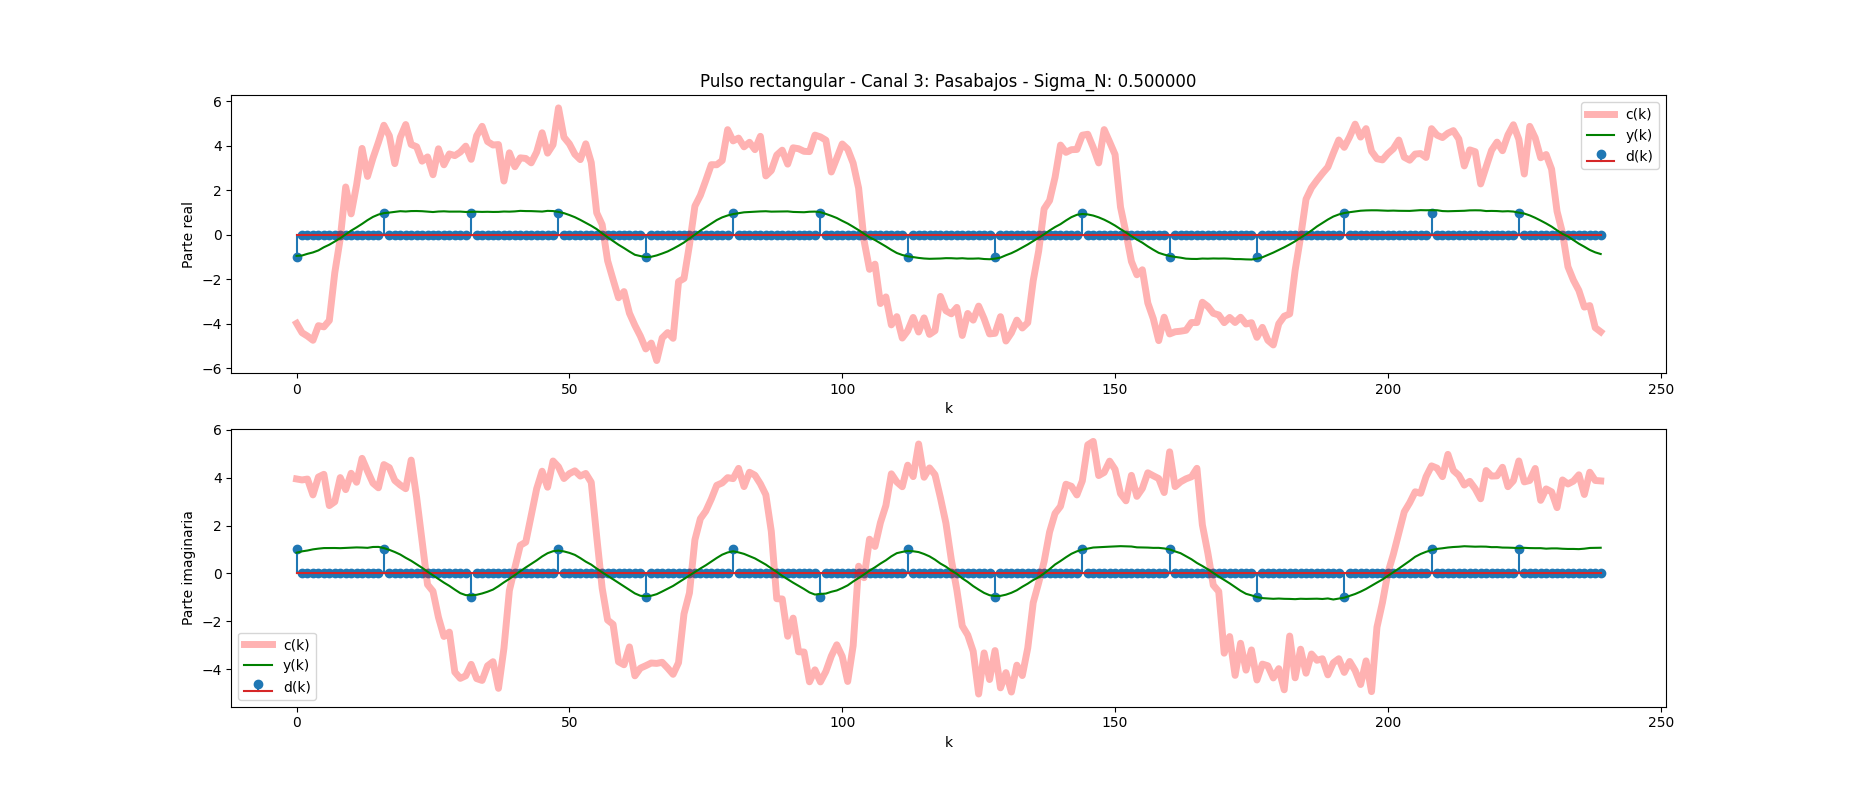 Pulso rectangular - Canal 3: Pasabajos - Sigma_N: 0.500000
Parte real
6
4
2
0
−2
−4
−6
c(k)
y(k)
d(k)
0
50
100
150
200
250
k
Parte imaginaria
6
4
2
0
−2
−4
c(k)
y(k)
d(k)
0
50
100
150
200
250
k